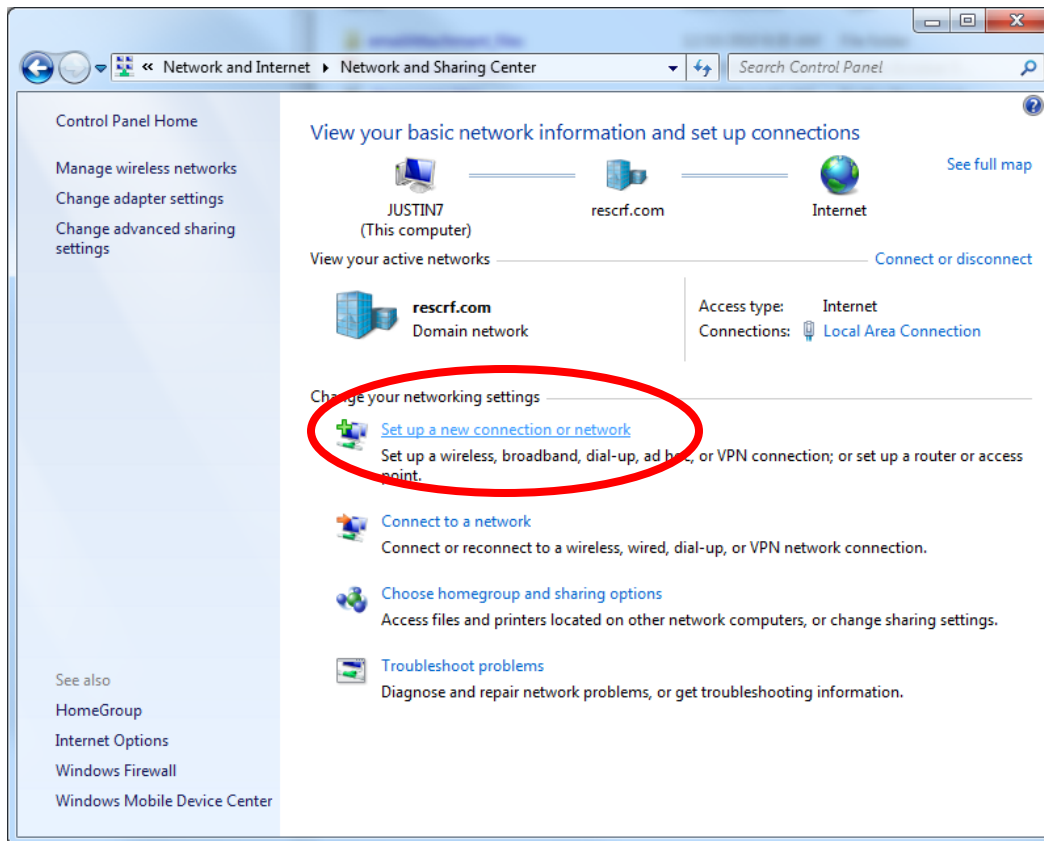 « Network and Internet ▸ Network and Sharing Center
Search Control Panel
Control Panel Home
Manage wireless networks
Change adapter settings
Change advanced sharing
settings
See also
HomeGroup
Internet Options
Windows Firewall
Windows Mobile Device Center
View your basic network information and set up connections
See full map
JUSTIN7
(This computer)
rescrf.com
Internet
View your active networks
Connect or disconnect
rescrf.com
Domain network
Access type: Internet
Connections: Local Area Connection
Change your networking settings
Set up a new connection or network
Set up a wireless, broadband, dial-up, ad hoc, or VPN connection; or set up a router or access
point.
Connect to a network
Connect or reconnect to a wireless, wired, dial-up, or VPN network connection.
Choose homegroup and sharing options
Access files and printers located on other network computers, or change sharing settings.
Troubleshoot problems
Diagnose and repair network problems, or get troubleshooting information.